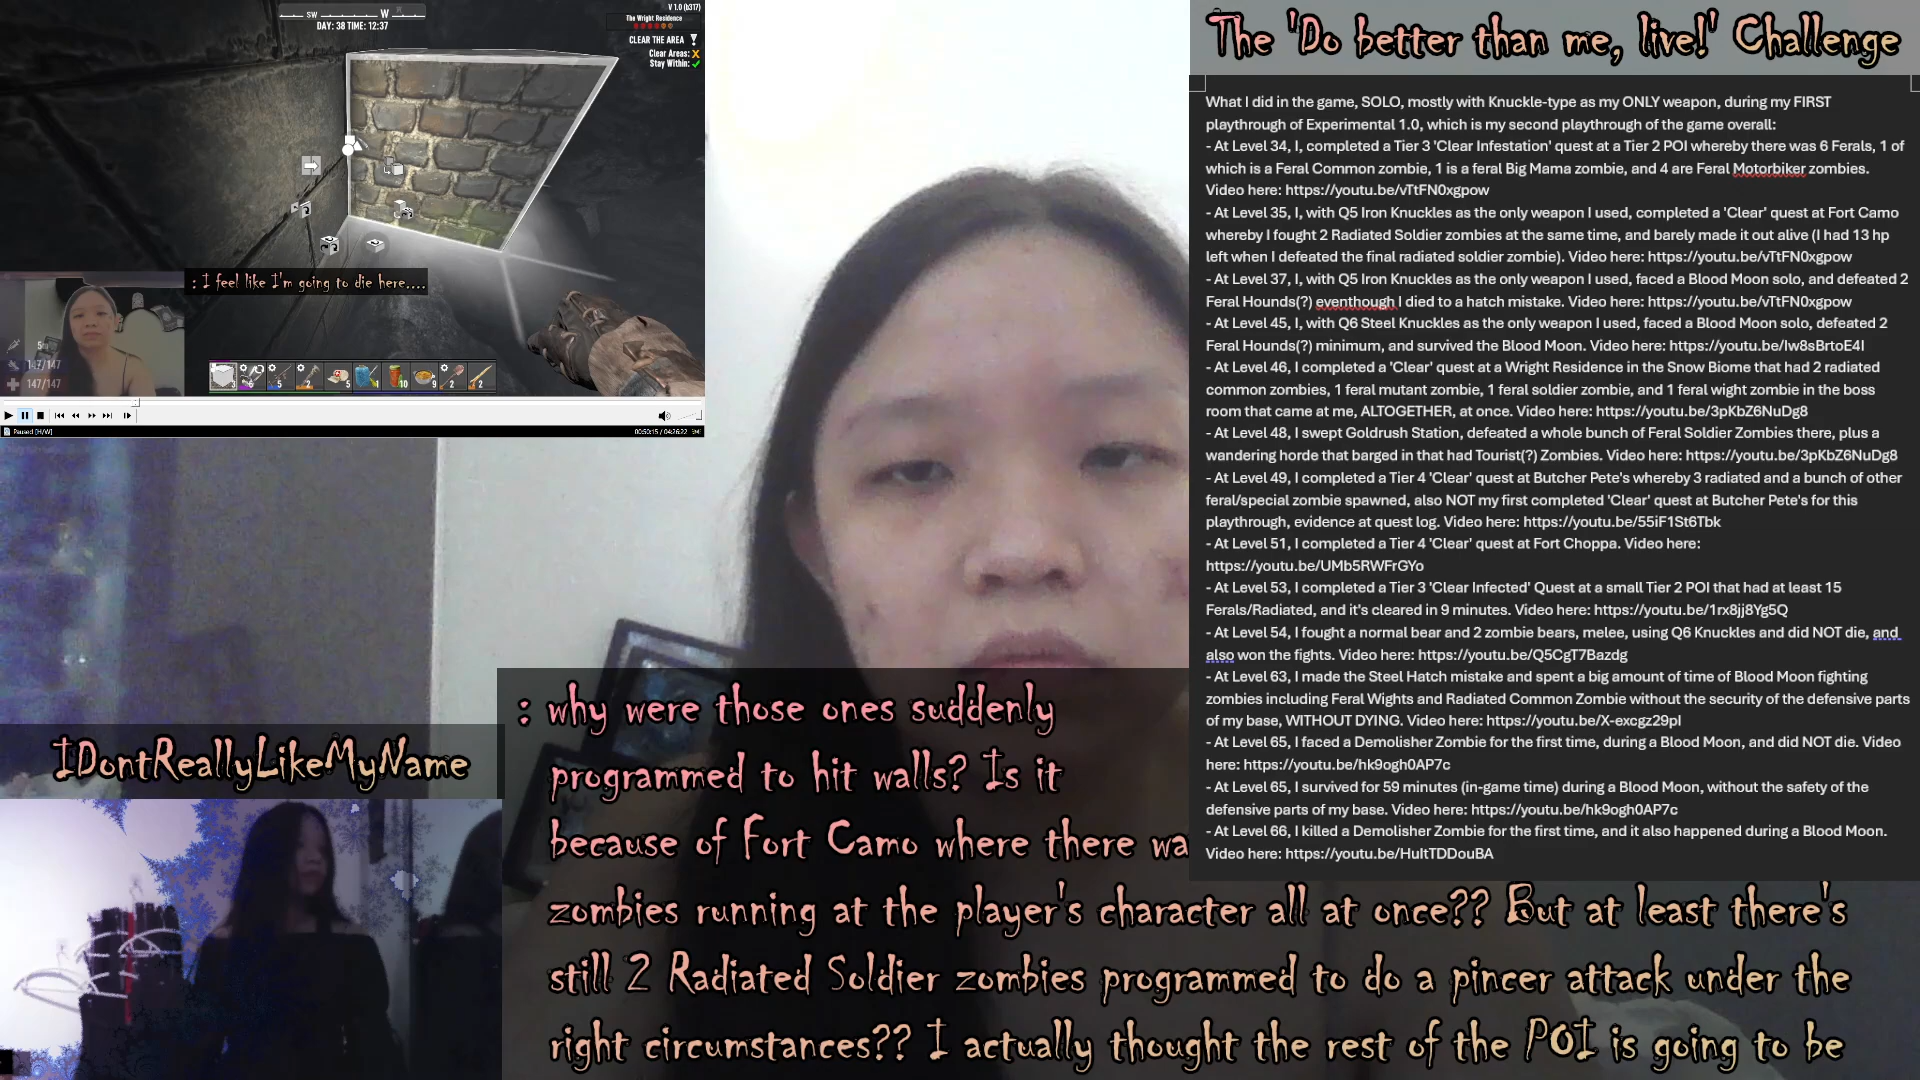 SW W
DAY: 38 TIME: 12:37
V 1.0 (b317)
The Wright Residence
CLEAR THE AREA
Clear Areas:
Stay Within:
: I feel like I'm going to die here....
147/147
147/147
Paused [H/W]
00:50:15 / 04:26:22
The 'Do better than me, live!' Challenge
What I did in the game, SOLO, mostly with Knuckle-type as my ONLY weapon, during my FIRST
playthrough of Experimental 1.0, which is my second playthrough of the game overall:
- At Level 34, I, completed a Tier 3 'Clear Infestation' quest at a Tier 2 POI whereby there was 6 Ferals, 1 of
which is a Feral Common zombie, 1 is a feral Big Mama zombie, and 4 are Feral Motorbiker zombies.
Video here: https://youtu.be/vTtFN0xgpow
- At Level 35, I, with Q5 Iron Knuckles as the only weapon I used, completed a 'Clear' quest at Fort Camo
whereby I fought 2 Radiated Soldier zombies at the same time, and barely made it out alive (I had 13 hp
left when I defeated the final radiated soldier zombie). Video here: https://youtu.be/vTtFN0xgpow
- At Level 37, I, with Q5 Iron Knuckles as the only weapon I used, faced a Blood Moon solo, and defeated 2
Feral Hounds(?) eventhough I died to a hatch mistake. Video here: https://youtu.be/vTtFN0xgpow
- At Level 45, I, with Q6 Steel Knuckles as the only weapon I used, faced a Blood Moon solo, defeated 2
Feral Hounds(?) minimum, and survived the Blood Moon. Video here: https://youtu.be/Iw8sBrtoE4I
- At Level 46, I completed a 'Clear' quest at a Wright Residence in the Snow Biome that had 2 radiated
common zombies, 1 feral mutant zombie, 1 feral soldier zombie, and 1 feral wight zombie in the boss
room that came at me, ALTOGETHER, at once. Video here: https://youtu.be/3pKbZ6NuDg8
- At Level 48, I swept Goldrush Station, defeated a whole bunch of Feral Soldier Zombies there, plus a
wandering horde that barged in that had Tourist(?) Zombies. Video here: https://youtu.be/3pKbZ6NuDg8
- At Level 49, I completed a Tier 4 'Clear' quest at Butcher Pete's whereby 3 radiated and a bunch of other
feral/special zombie spawned, also NOT my first completed 'Clear' quest at Butcher Pete's for this
playthrough, evidence at quest log. Video here: https://youtu.be/55iF1St6Tbk
- At Level 51, I completed a Tier 4 'Clear' quest at Fort Choppa. Video here:
https://youtu.be/UMb5RWFrGYo
- At Level 53, I completed a Tier 3 'Clear Infected' Quest at a small Tier 2 POI that had at least 15
Ferals/Radiated, and it's cleared in 9 minutes. Video here: https://youtu.be/1rx8jj8Yg5Q
- At Level 54, I fought a normal bear and 2 zombie bears, melee, using Q6 Knuckles and did NOT die, and
also won the fights. Video here: https://youtu.be/Q5CgT7Bazdg
- At Level 63, I made the Steel Hatch mistake and spent a big amount of time of Blood Moon fighting
zombies including Feral Wights and Radiated Common Zombie without the security of the defensive parts
of my base, WITHOUT DYING. Video here: https://youtu.be/X-excgz29pI
- At Level 65, I faced a Demolisher Zombie for the first time, during a Blood Moon, and did NOT die. Video
here: https://youtu.be/hk9ogh0AP7c
- At Level 65, I survived for 59 minutes (in-game time) during a Blood Moon, without the safety of the
defensive parts of my base. Video here: https://youtu.be/hk9ogh0AP7c
- At Level 66, I killed a Demolisher Zombie for the first time, and it also happened during a Blood Moon.
Video here: https://youtu.be/HuItTDDouBA
IDontReallyLikeMyName
: why were those ones suddenly
programmed to hit walls? Is it
because of Fort Camo where there wa
zombies running at the player's character all at once?? But at least there's
still 2 Radiated Soldier zombies programmed to do a pincer attack under the
right circumstances?? I actually thought the rest of the POI is going to be